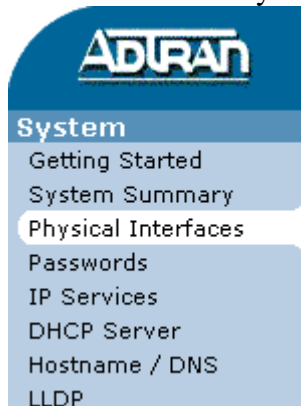 ADTRAN
System
Getting Started
System Summary
Physical Interfaces
Passwords
IP Services
DHCP Server
Hostname / DNS
LLDP